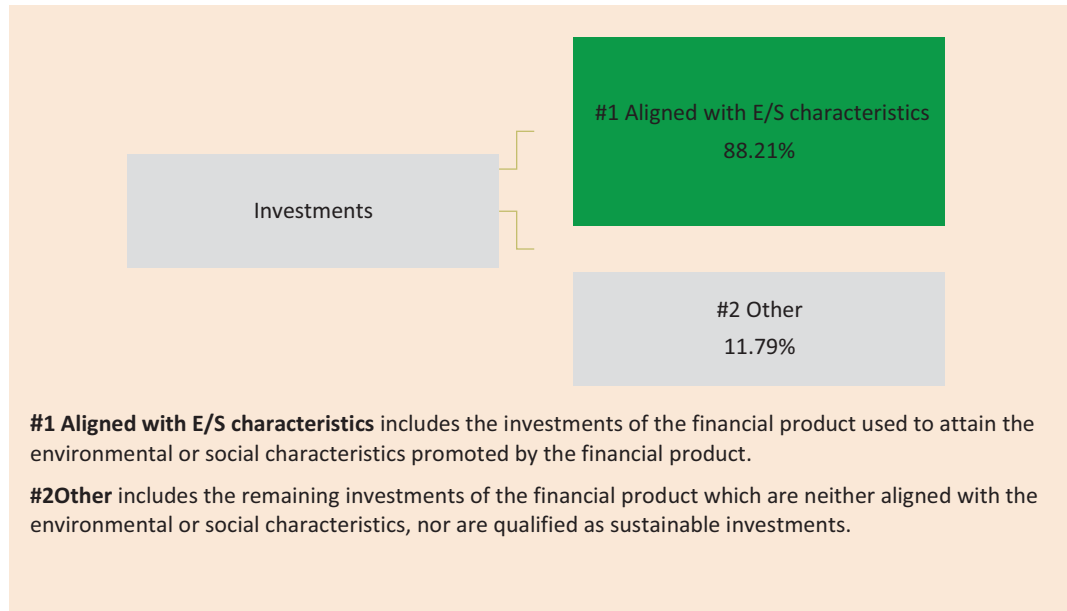 #1 Aligned with E/S characteristics
88.21%
Investments
#2 Other
11.79%
#1 Aligned with E/S characteristics includes the investments of the financial product used to attain the
environmental or social characteristics promoted by the financial product.
#2Other includes the remaining investments of the financial product which are neither aligned with the
environmental or social characteristics, nor are qualified as sustainable investments.